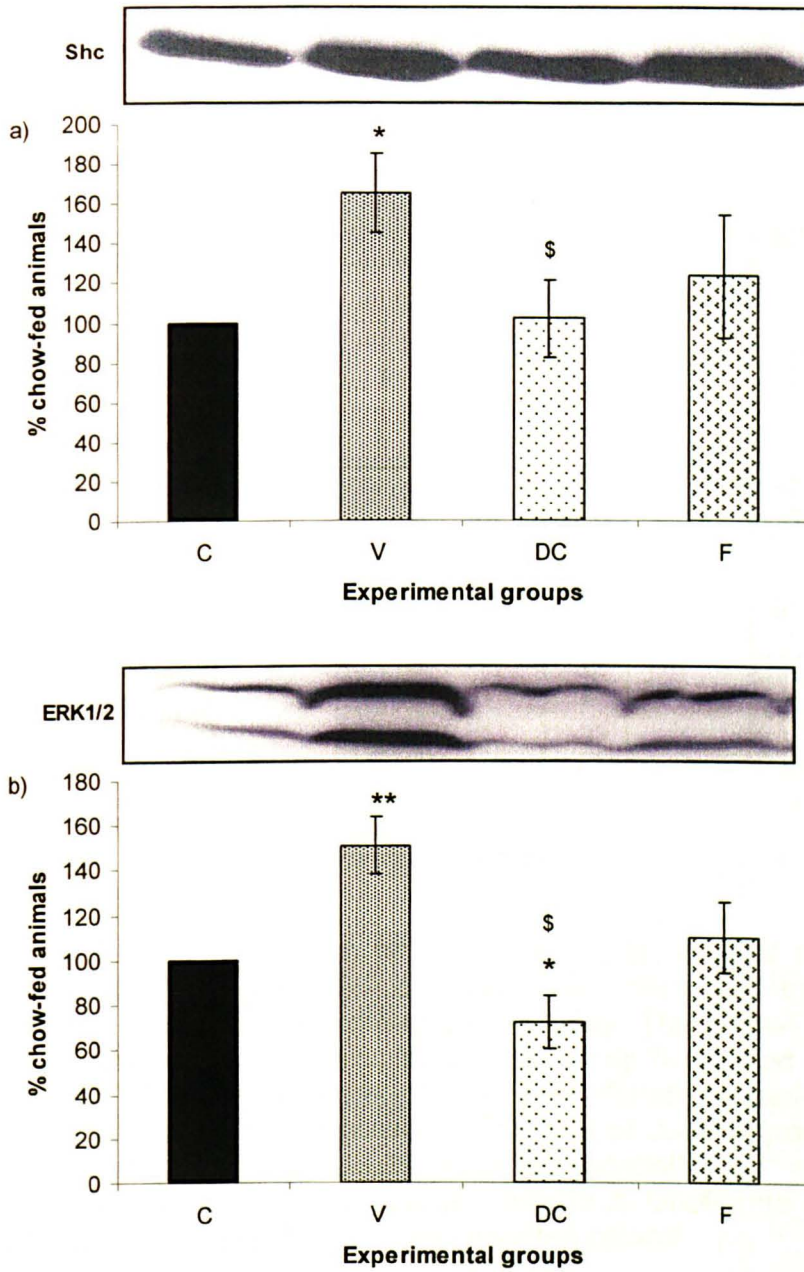 Shc
a)
200
180
160
140
120
100
80
60
40
20
0
% chow-fed animals
*
$
C V DC F
Experimental groups
ERK1/2
b)
180
160
140
120
100
80
60
40
20
0
% chow-fed animals
**
$
*
C V DC F
Experimental groups